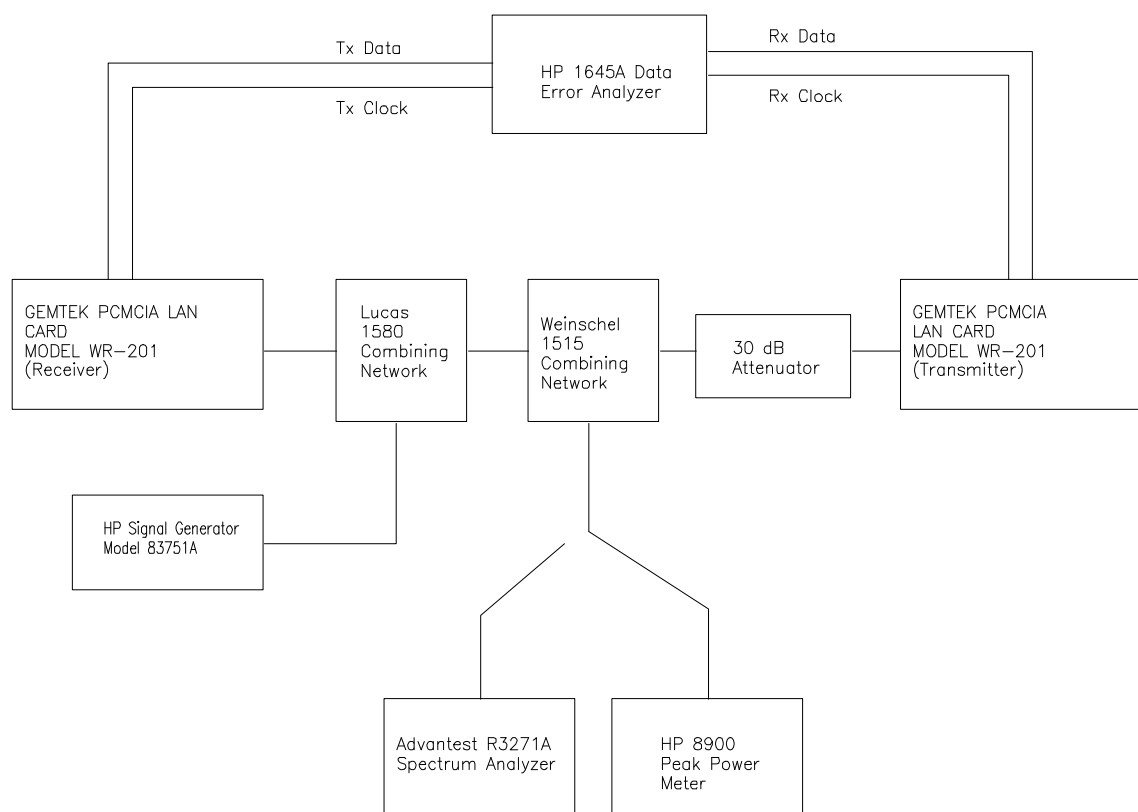 Tx Data
Rx Data
HP 1645A Data
Error Analyzer
Tx Clock
Rx Clock
GEMTEK PCMCIA LAN
CARD
MODEL WR-201
(Receiver)
Lucas
1580
Combining
Network
Weinschel
1515
Combining
Network
30 dB
Attenuator
GEMTEK PCMCIA
LAN CARD
MODEL WR-201
(Transmitter)
HP Signal Generator
Model 83751A
Advantest R3271A
Spectrum Analyzer
HP 8900
Peak Power
Meter